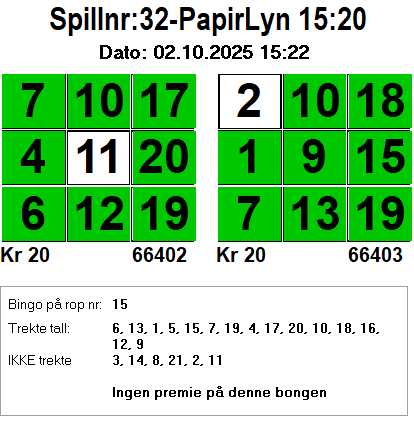 Spillnr:32-PapirLyn 15:20
Dato: 02.10.2025 15:22
7 10 17 2 10 18
4 11 20 1 9 15
6 12 19 7 13 19
Kr 20 66402 Kr 20 66403
Bingo på rop nr: 15
Trekte tall: 6, 13, 1, 5, 15, 7, 19, 4, 17, 20, 10, 18, 16,
12, 9
IKKE trekte 3, 14, 8, 21, 2, 11
Ingen premie på denne bongen